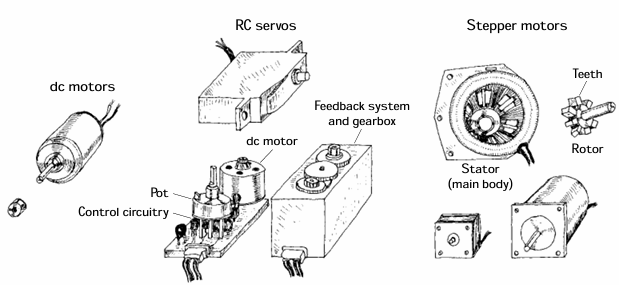 RC servos
Stepper motors
dc motors
Feedback system
and gearbox
dc motor
Pot
Control circuitry
Teeth
Rotor
Stator
(main body)